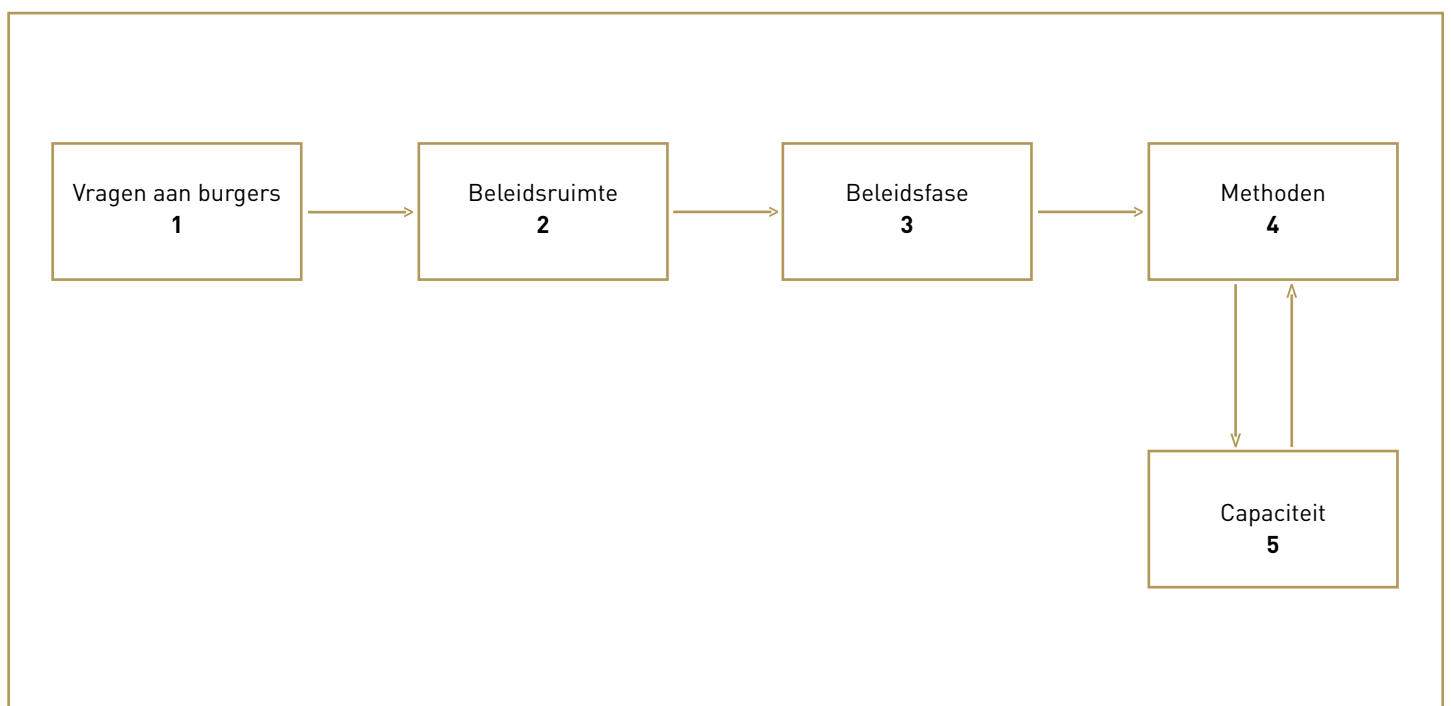 Vragen aan burgers
1
Beleidsruimte
2
Beleidsfase
3
Methoden
4
Capaciteit
5